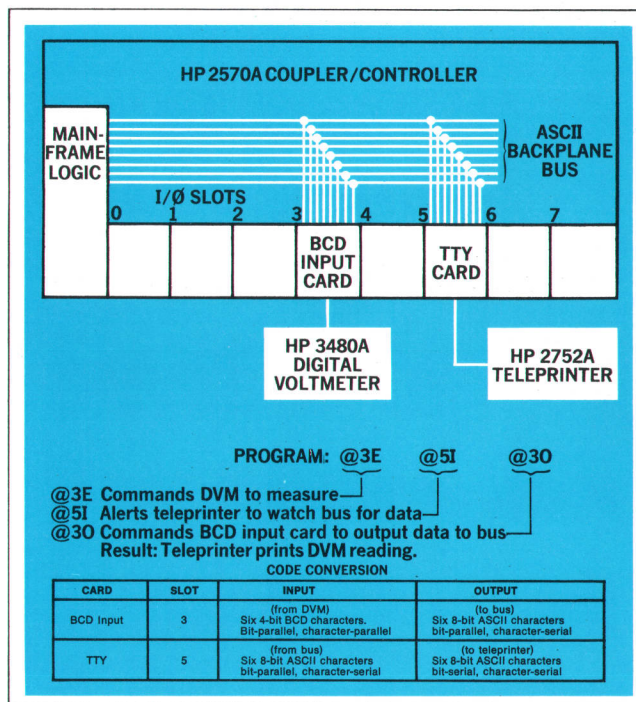 HP 2570A COUPLER/CONTROLLER
MAIN-
FRAME
LOGIC
ASCII
BACKPLANE
BUS
I/Ø SLOTS
0 1 2 3 4 5 6 7
BCD
INPUT
CARD
TTY
CARD
HP 3480A
DIGITAL
VOLTMETER
HP 2752A
TELEPRINTER
PROGRAM: @3E @5I @3O
@3E Commands DVM to measure
@5I Alerts teleprinter to watch bus for data
@3O Commands BCD input card to output data to bus
Result: Teleprinter prints DVM reading.
CODE CONVERSION
CARD SLOT INPUT OUTPUT
BCD Input 3 (from DVM) Six 4-bit BCD characters. Bit-parallel, character-parallel (to bus) Six 8-bit ASCII characters bit-parallel, character-serial
TTY 5 (from bus) Six 8-bit ASCII characters bit-parallel, character-serial (to teleprinter) Six 8-bit ASCII characters bit-serial, character-serial